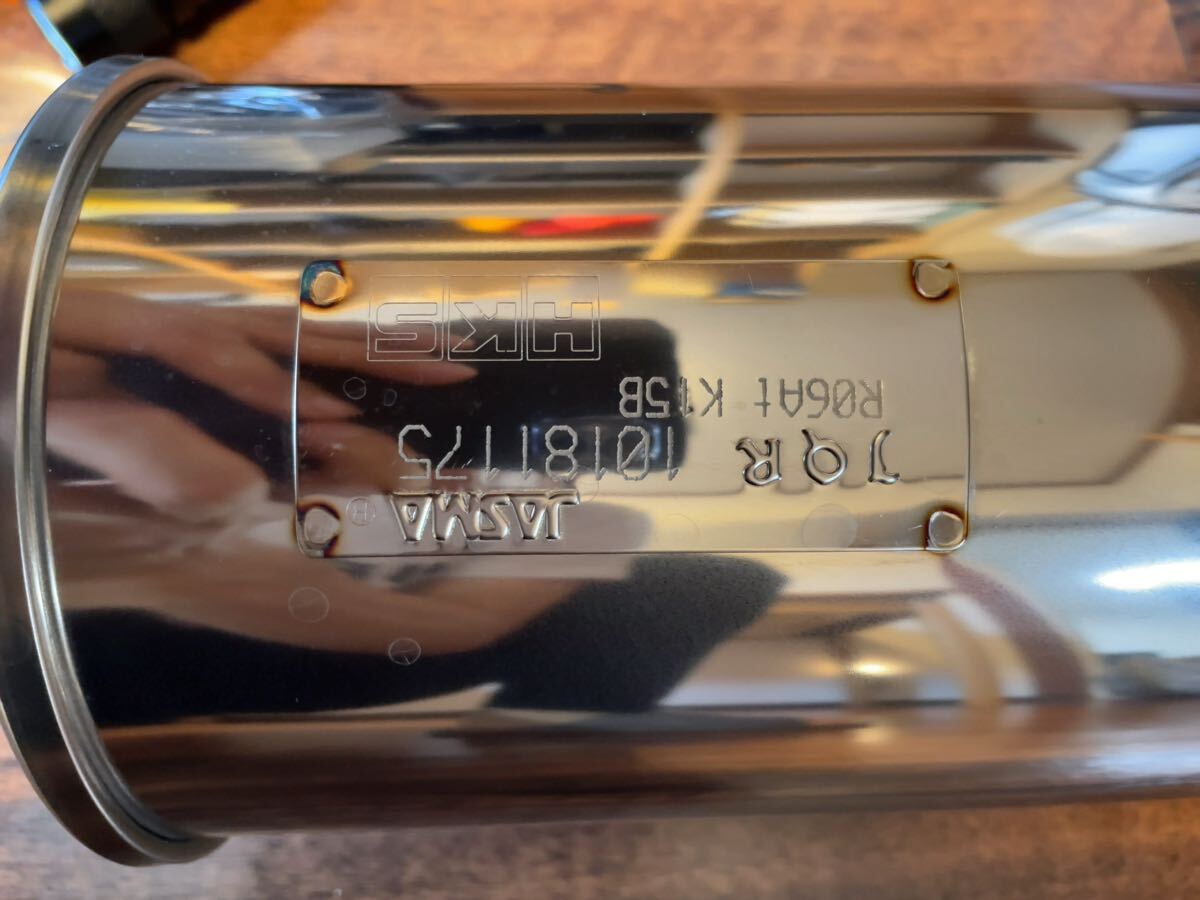 JASMA ®
JQR 10181175
R06At K15B
HKS